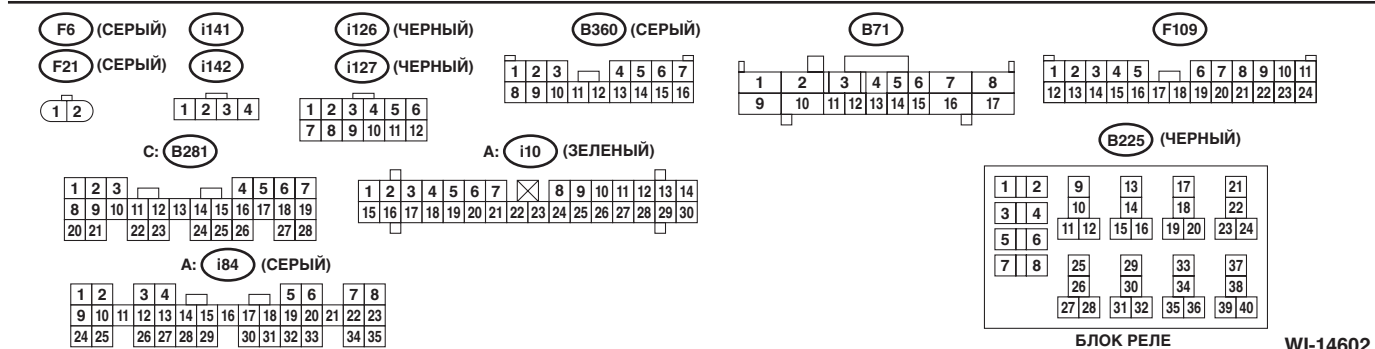 F6 (СЕРЫЙ) i141 i126 (ЧЕРНЫЙ) B360 (СЕРЫЙ) B71 F109
F21 (СЕРЫЙ) i142 i127 (ЧЕРНЫЙ)
1 2
1 2 3 4
1 2 3 4 5 6
7 8 9 10 11 12
1 2 3 4 5 6 7
8 9 10 11 12 13 14 15 16
1 2 3 4 5 6 7 8
9 10 11 12 13 14 15 16 17
1 2 3 4 5 6 7 8 9 10 11
12 13 14 15 16 17 18 19 20 21 22 23 24
C: B281
1 2 3 4 5 6 7
8 9 10 11 12 13 14 15 16 17 18 19
20 21 22 23 24 25 26 27 28
A: i10 (ЗЕЛЕНЫЙ)
1 2 3 4 5 6 7 8 9 10 11 12 13 14
15 16 17 18 19 20 21 22 23 24 25 26 27 28 29 30
B225 (ЧЕРНЫЙ)
1 2 9 13 17 21
3 4 10 14 18 22
5 6 11 12 15 16 19 20 23 24
7 8 25 29 33 37
26 30 34 38
27 28 31 32 35 36 39 40
БЛОК РЕЛЕ
A: i84 (СЕРЫЙ)
1 2 3 4 5 6 7 8
9 10 11 12 13 14 15 16 17 18 19 20 21 22 23
24 25 26 27 28 29 30 31 32 33 34 35
WI-14602